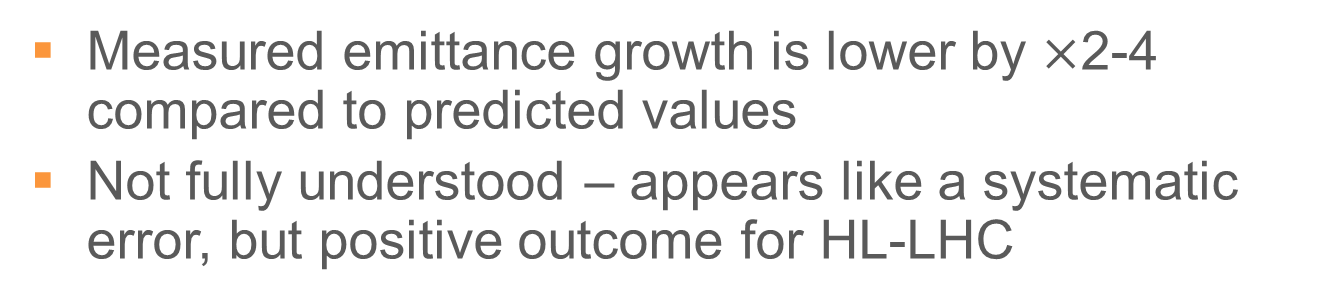 ▪ Measured emittance growth is lower by ×2-4
compared to predicted values
▪ Not fully understood – appears like a systematic
error, but positive outcome for HL-LHC